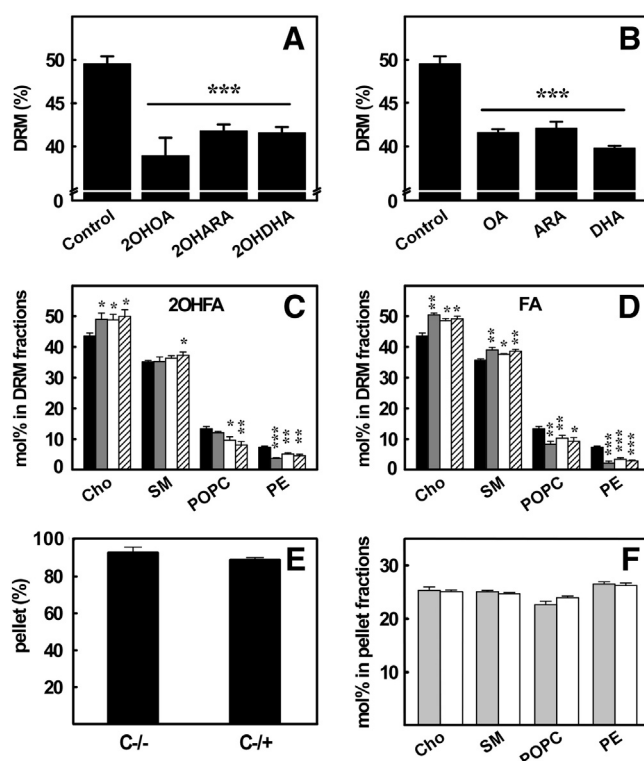 A
DRM (%)
50
45
40
0
***
Control
2OHOA
2OHARA
2OHDHA
B
DRM (%)
50
45
40
0
***
Control
OA
ARA
DHA
C
2OHFA
mol% in DRM fractions
50
40
30
20
10
0
* * *
*
* **
*** ** **
Cho
SM
POPC
PE
D
FA
mol% in DRM fractions
50
40
30
20
10
0
** * *
** * **
** ** *
*** *** ***
Cho
SM
POPC
PE
E
pellet (%)
100
80
60
40
20
C-/-
C-/+
F
mol% in pellet fractions
30
20
10
Cho
SM
POPC
PE